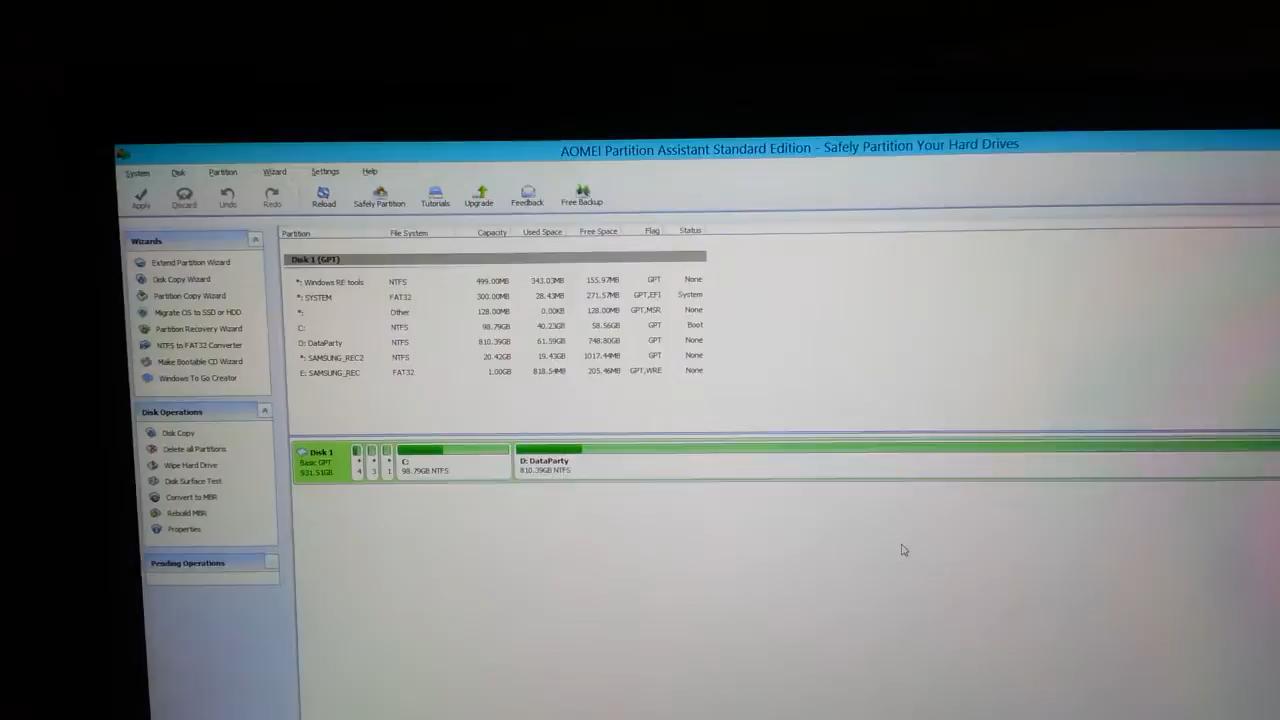 AOMEI Partition Assistant Standard Edition - Safely Partition Your Hard Drives
System Disk Partition Wizard Settings Help
Apply Discard Undo Redo Reload Safely Partition Tutorials Upgrade Feedback Free Backup
Wizards
Extend Partition Wizard
Disk Copy Wizard
Partition Copy Wizard
Migrate OS to SSD or HDD
Partition Recovery Wizard
NTFS to FAT32 Converter
Make Bootable CD Wizard
Windows To Go Creator
Disk Operations
Disk Copy
Delete all Partitions
Wipe Hard Drive
Disk Surface Test
Convert to MBR
Rebuild MBR
Properties
Pending Operations
Partition File System Capacity Used Space Free Space Flag Status
Disk 1 (GPT)
*: Windows RE tools NTFS 499.00MB 343.03MB 155.97MB GPT None
*: SYSTEM FAT32 300.00MB 28.43MB 271.57MB GPT,EFI System
*: Other 128.00MB 0.00KB 128.00MB GPT,MSR None
C: NTFS 98.79GB 40.23GB 58.56GB GPT Boot
D: DataParty NTFS 810.39GB 61.59GB 748.80GB GPT None
*: SAMSUNG_REC2 NTFS 20.42GB 19.43GB 1017.44MB GPT None
E: SAMSUNG_REC FAT32 1.00GB 818.54MB 205.46MB GPT,WRE None
Disk 1
Basic GPT
931.51GB
* * *
4 3 1
C:
98.79GB NTFS
D: DataParty
810.39GB NTFS